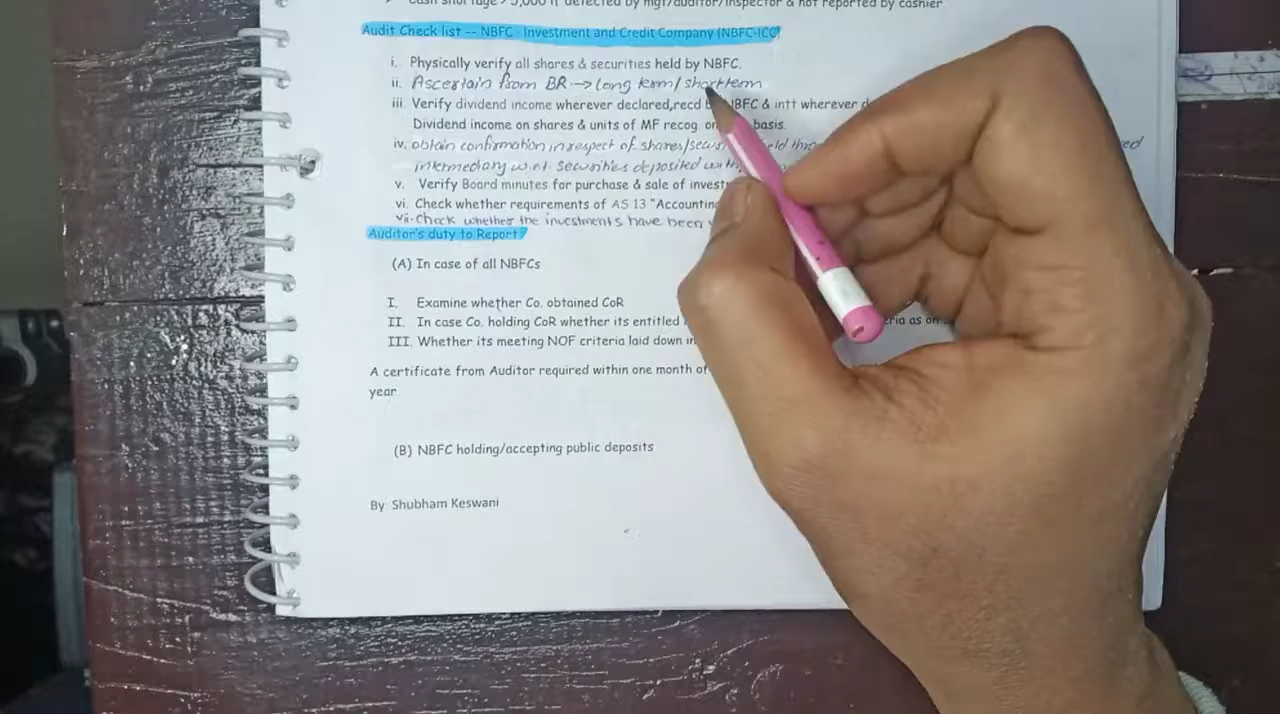 Cash shortage > 5,000 if detected by mgt/auditor/inspector & not reported by cashier
Audit Check list -- NBFC - Investment and Credit Company (NBFC-ICC)
i. Physically verify all shares & securities held by NBFC.
ii. Ascertain from BR → long term/short term
iii. Verify dividend income wherever declared,recd NBFC & intt wherever
Dividend income on shares & units of MF recog. on basis.
iv. obtain confirmation in respect of shares/
intermediary w.r.t. securities deposited with
v. Verify Board minutes for purchase & sale of
vi. Check whether requirements of AS 13 "Accounting
vii. Check whether the investments have been
Auditor's duty to Report
(A) In case of all NBFCs
I. Examine whether Co. obtained CoR
II. In case Co. holding CoR whether its entitled as on
III. Whether its meeting NOF criteria laid down in
A certificate from Auditor required within one month of
year.
(B) NBFC holding/accepting public deposits
By: Shubham Keswani